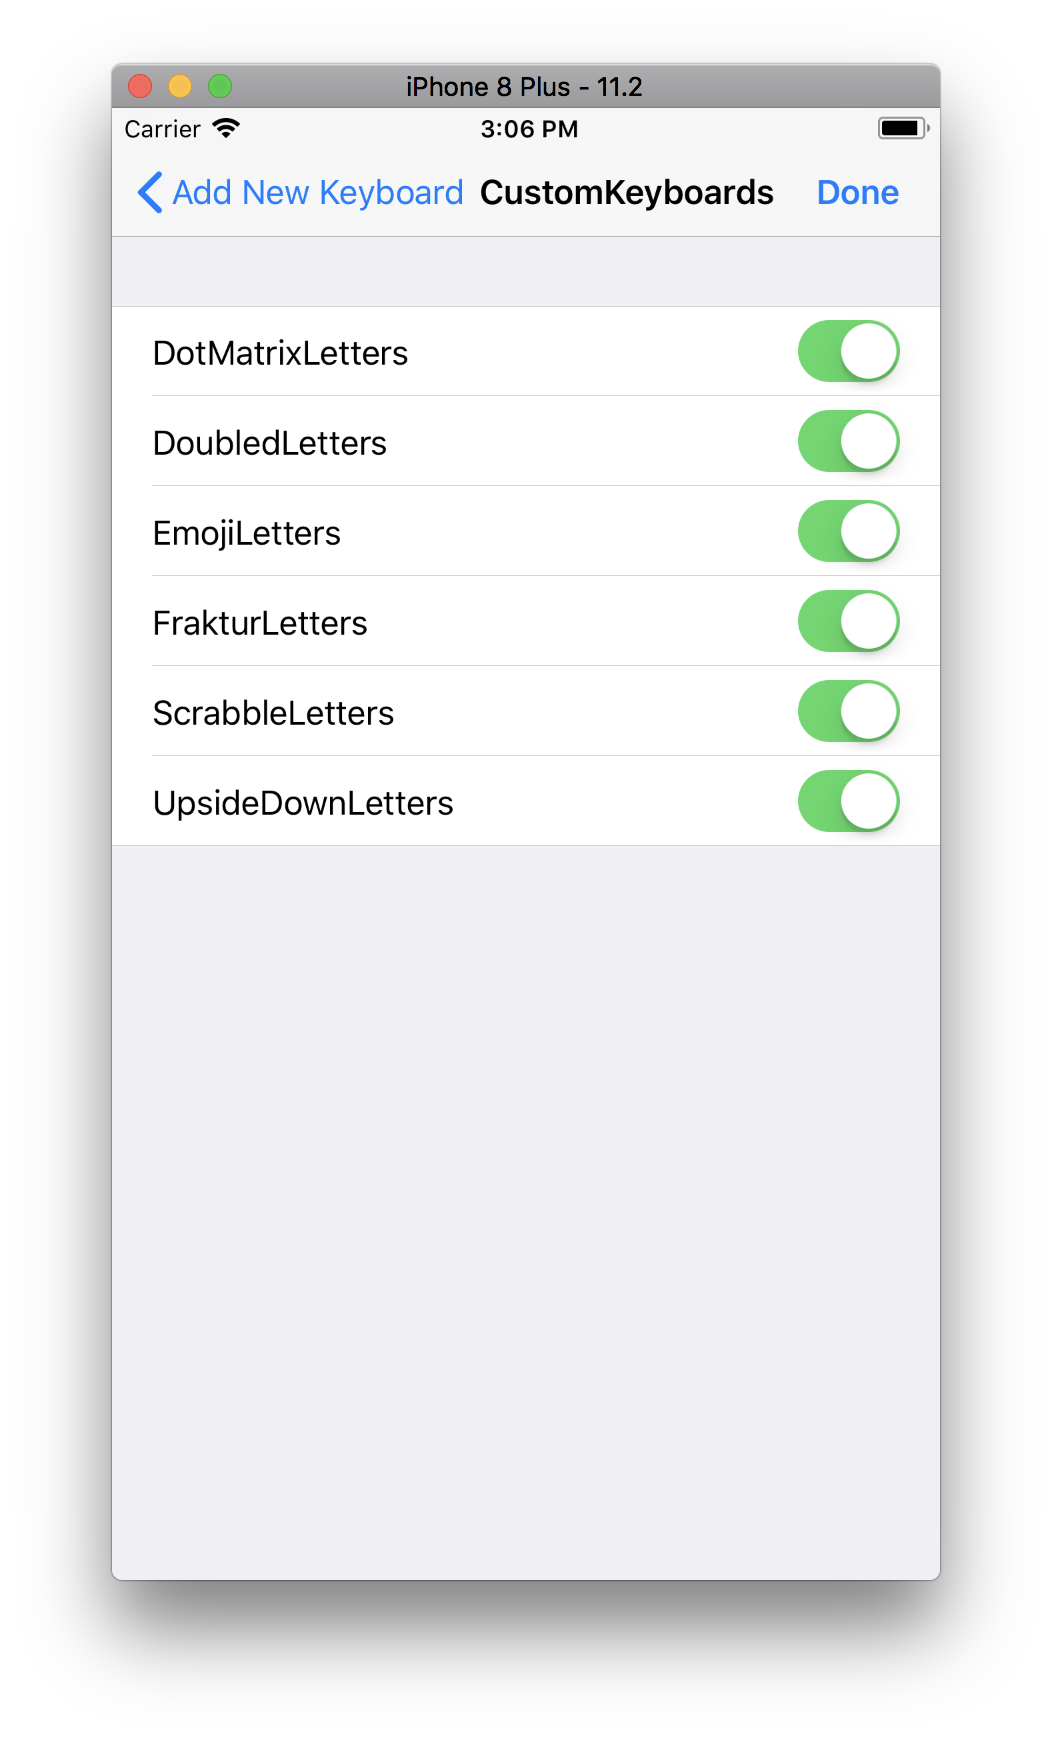 iPhone 8 Plus - 11.2
Carrier 3:06 PM
Add New Keyboard CustomKeyboards Done
DotMatrixLetters
DoubledLetters
EmojiLetters
FrakturLetters
ScrabbleLetters
UpsideDownLetters